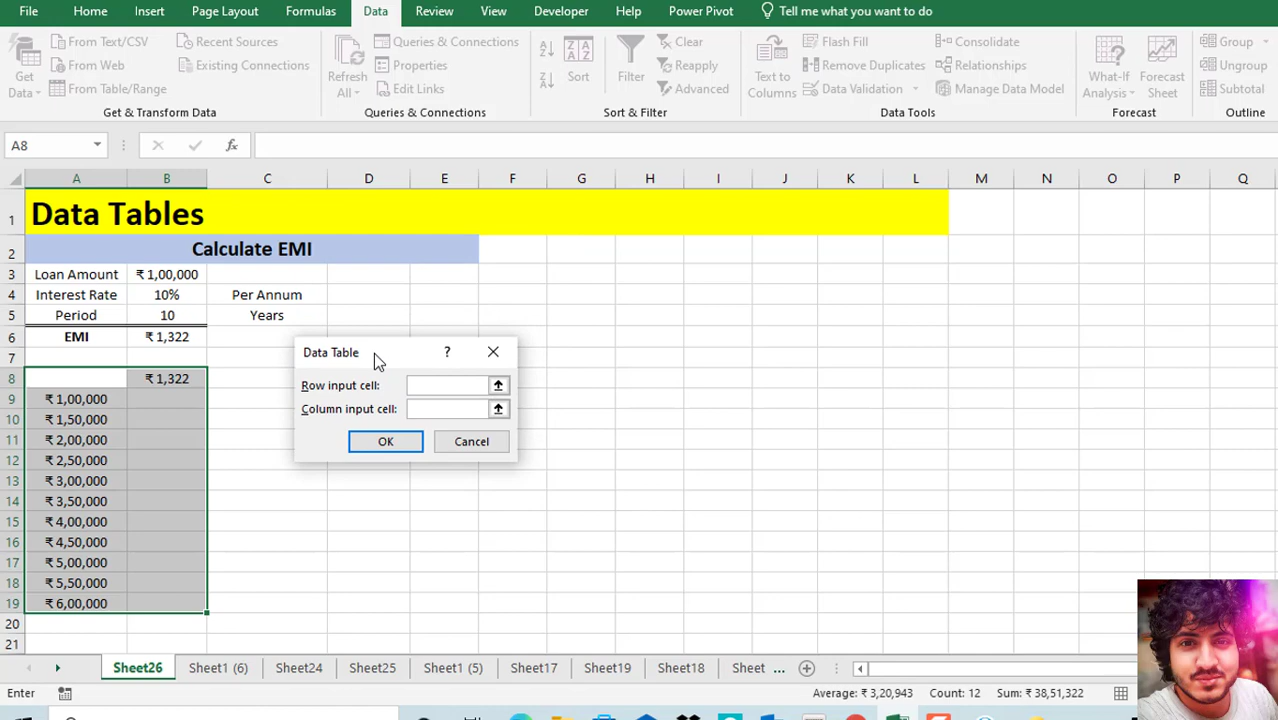 File Home Insert Page Layout Formulas Data Review View Developer Help Power Pivot Tell me what you want to do
From Text/CSV Recent Sources Queries & Connections Clear Flash Fill Consolidate Group
From Web Existing Connections Properties Reapply Remove Duplicates Relationships Ungroup
From Table/Range Edit Links Advanced Data Validation Manage Data Model Subtotal
Get Data Refresh All Sort Filter Text to Columns What-If Analysis Forecast Sheet
Get & Transform Data Queries & Connections Sort & Filter Data Tools Forecast Outline
A8 fx
A B C D E F G H I J K L M N O P Q
1 Data Tables
2 Calculate EMI
3 Loan Amount ₹ 1,00,000
4 Interest Rate 10% Per Annum
5 Period 10 Years
6 EMI ₹ 1,322
7 Data Table ?
8 ₹ 1,322 Row input cell:
9 ₹ 1,00,000 Column input cell:
10 ₹ 1,50,000
11 ₹ 2,00,000 OK Cancel
12 ₹ 2,50,000
13 ₹ 3,00,000
14 ₹ 3,50,000
15 ₹ 4,00,000
16 ₹ 4,50,000
17 ₹ 5,00,000
18 ₹ 5,50,000
19 ₹ 6,00,000
20
21
Sheet26 Sheet1 (6) Sheet24 Sheet25 Sheet1 (5) Sheet17 Sheet19 Sheet18 Sheet ...
Enter Average: ₹ 3,20,943 Count: 12 Sum: ₹ 38,51,322